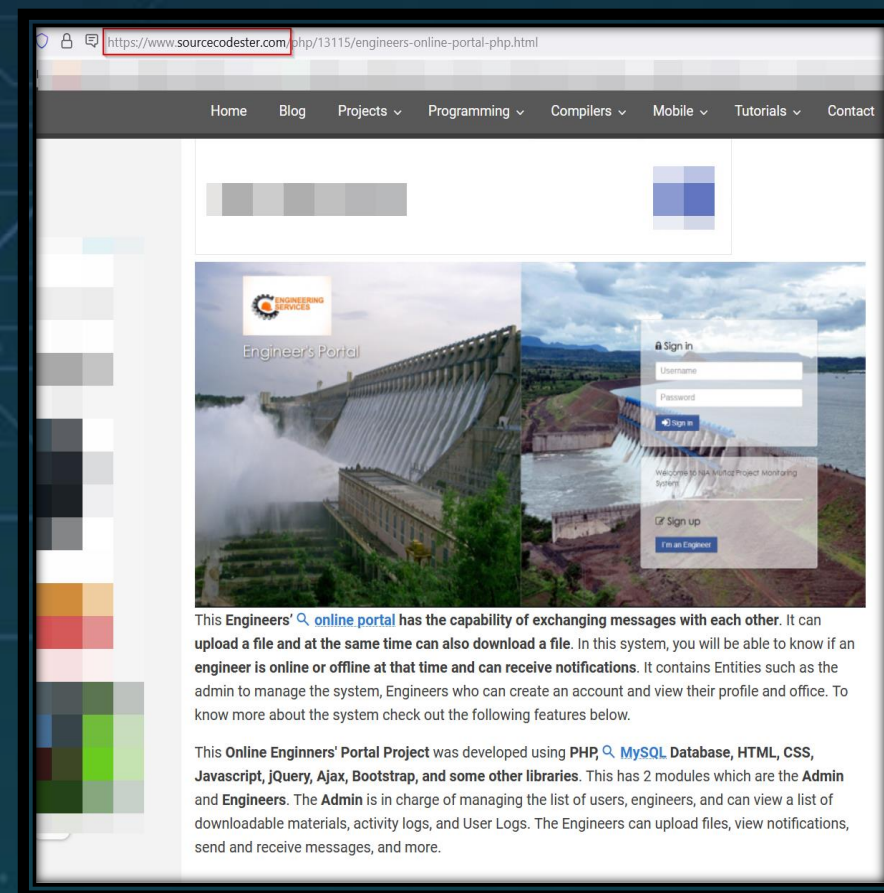 https://www.sourcecodester.com/php/13115/engineers-online-portal-php.html
Home Blog Projects Programming Compilers Mobile Tutorials Contact
ENGINEERING
SERVICES
Engineer's Portal
Sign in
Username
Password
Sign in
Welcome to NIA Project Monitoring
System
Sign up
I'm an Engineer
This Engineers' online portal has the capability of exchanging messages with each other. It can
upload a file and at the same time can also download a file. In this system, you will be able to know if an
engineer is online or offline at that time and can receive notifications. It contains Entities such as the
admin to manage the system, Engineers who can create an account and view their profile and office. To
know more about the system check out the following features below.
This Online Enginners' Portal Project was developed using PHP, MySQL Database, HTML, CSS,
Javascript, jQuery, Ajax, Bootstrap, and some other libraries. This has 2 modules which are the Admin
and Engineers. The Admin is in charge of managing the list of users, engineers, and can view a list of
downloadable materials, activity logs, and User Logs. The Engineers can upload files, view notifications,
send and receive messages, and more.